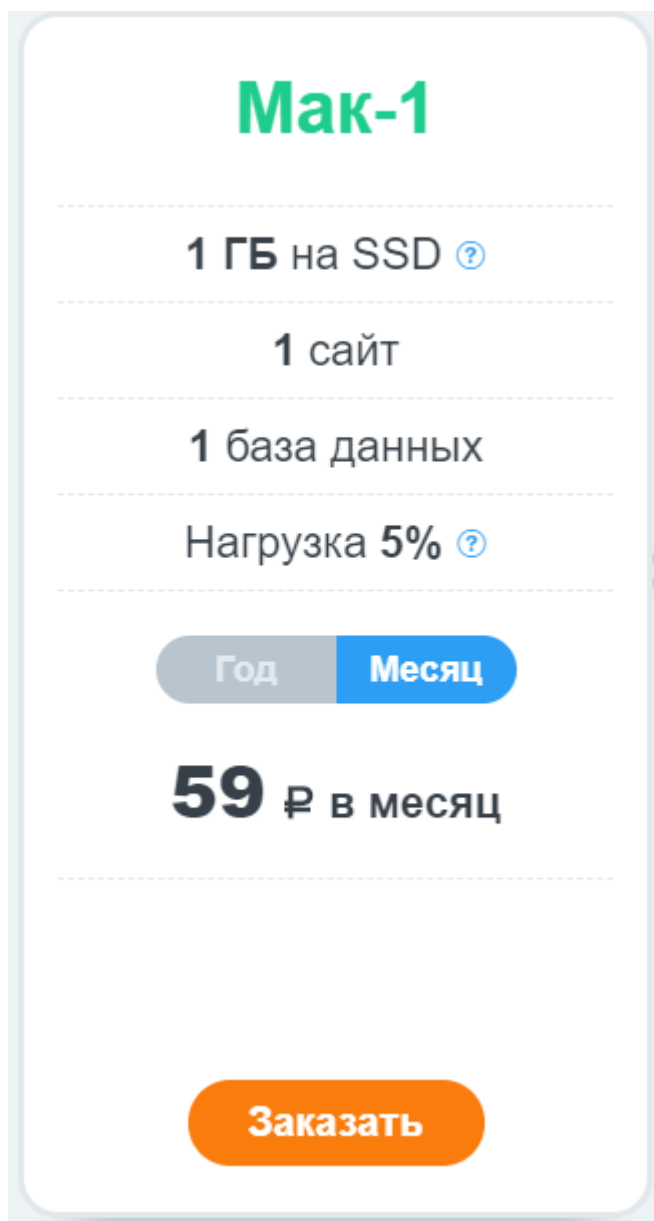 Мак-1
1 ГБ на SSD ?
1 сайт
1 база данных
Нагрузка 5% ?
Год Месяц
59 ₽ в месяц
Заказать